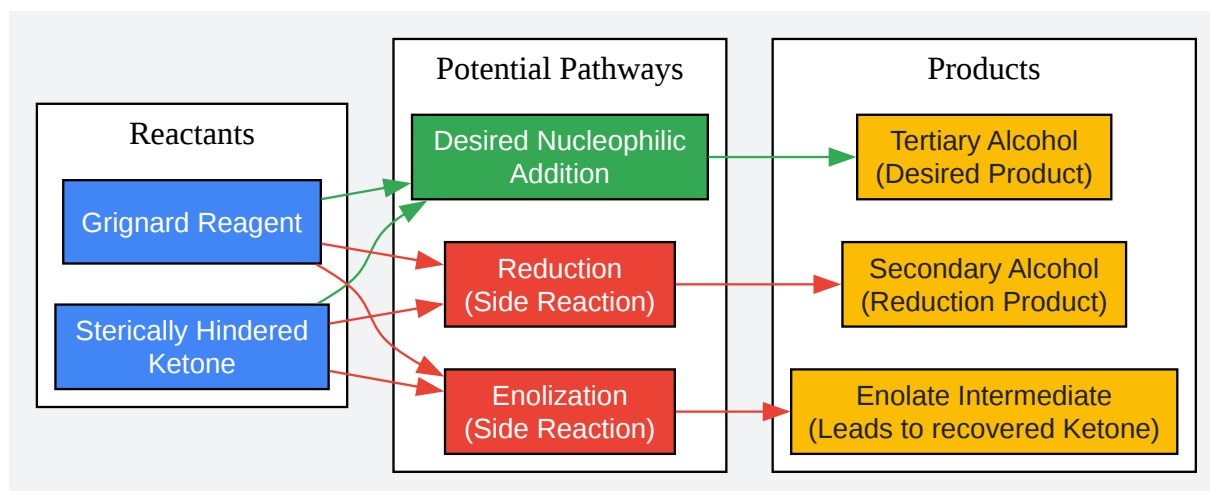 Reactants
Grignard Reagent
Sterically Hindered
Ketone
Potential Pathways
Desired Nucleophilic
Addition
Reduction
(Side Reaction)
Enolization
(Side Reaction)
Products
Tertiary Alcohol
(Desired Product)
Secondary Alcohol
(Reduction Product)
Enolate Intermediate
(Leads to recovered Ketone)